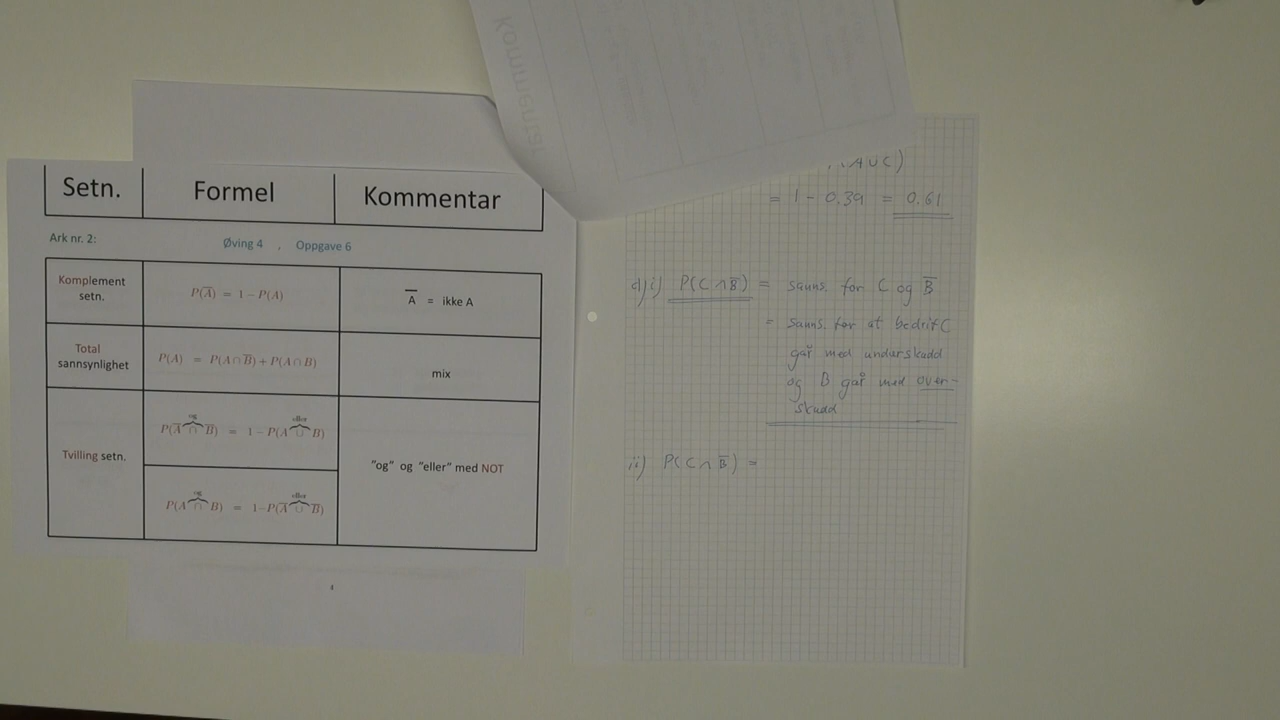 Kommentar
Setn. Formel Kommentar
Ark nr. 2: Øving 4 , Oppgave 6
Komplement setn. P(A̅) = 1 − P(A) A̅ = ikke A
Total sannsynlighet P(A) = P(A∩B̅) + P(A∩B) mix
Tvilling setn.
og eller
P(A̅ ∩ B̅) = 1 − P(A ∪ B)
"og" og "eller" med NOT
og eller
P(A ∩ B) = 1−P(A̅ ∪ B̅)
(A∪C)
= 1 − 0.39 = 0.61
d) i) P(C∩B̅) = sanns. for C og B̅
= sanns. for at bedrift C
går med underskudd
og B går med over-
skudd
ii) P(C∩B̅) =